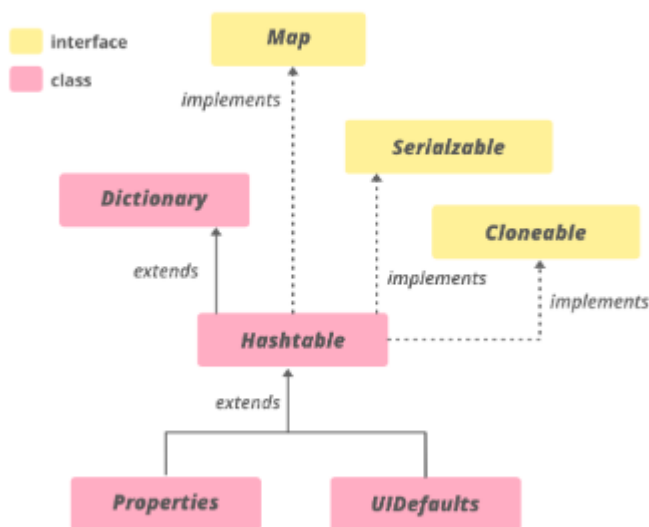 Map
interface
class
implements
Serialzable
Dictionary
Cloneable
extends
implements
implements
Hashtable
extends
Properties
UIDefaults